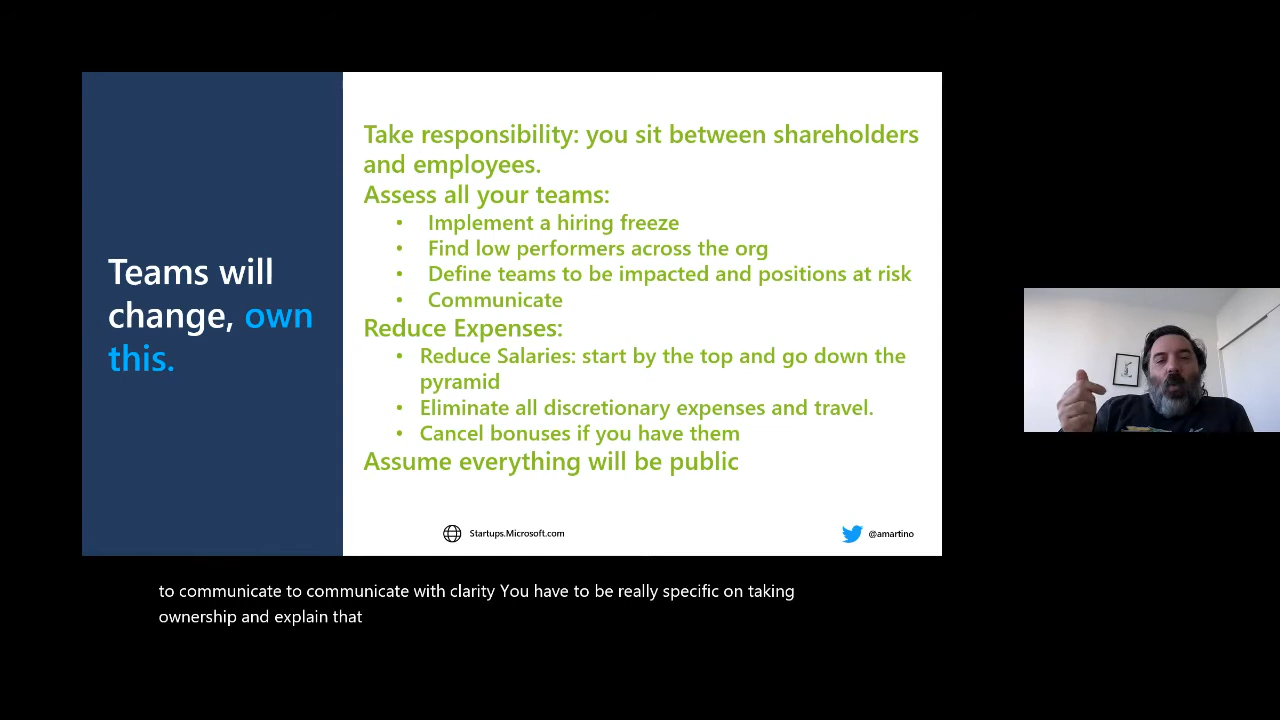 Teams will
change, own
this.
Take responsibility: you sit between shareholders
and employees.
Assess all your teams:
• Implement a hiring freeze
• Find low performers across the org
• Define teams to be impacted and positions at risk
• Communicate
Reduce Expenses:
• Reduce Salaries: start by the top and go down the
pyramid
• Eliminate all discretionary expenses and travel.
• Cancel bonuses if you have them
Assume everything will be public
Startups.Microsoft.com
@amartino
to communicate to communicate with clarity You have to be really specific on taking
ownership and explain that